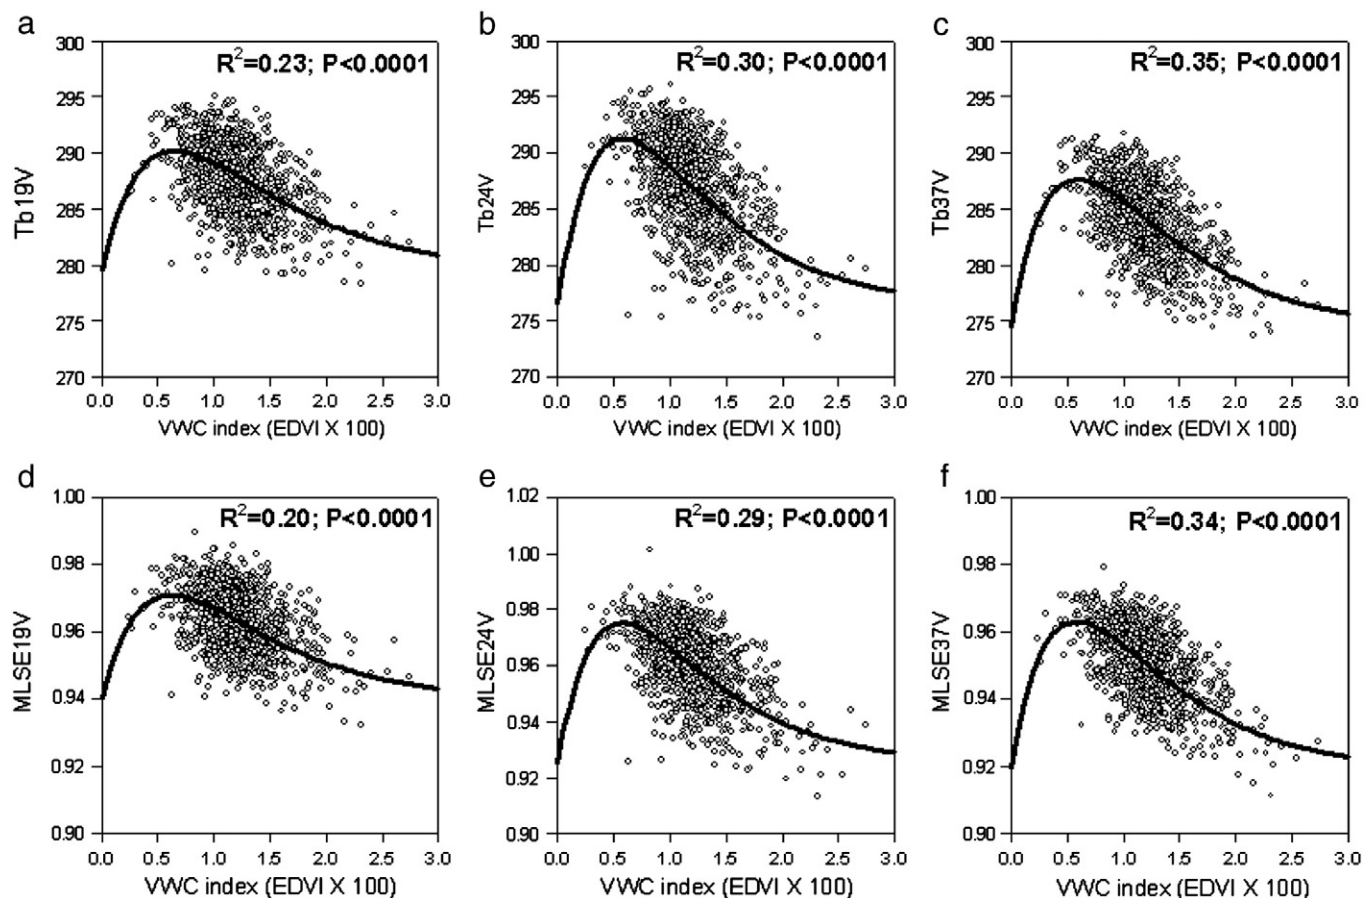 a
R²=0.23; P<0.0001
Tb19V
300
295
290
285
280
275
270
0.0 0.5 1.0 1.5 2.0 2.5 3.0
VWC index (EDVI X 100)
b
R²=0.30; P<0.0001
Tb24V
300
295
290
285
280
275
270
0.0 0.5 1.0 1.5 2.0 2.5 3.0
VWC index (EDVI X 100)
c
R²=0.35; P<0.0001
Tb37V
300
295
290
285
280
275
270
0.0 0.5 1.0 1.5 2.0 2.5 3.0
VWC index (EDVI X 100)
d
R²=0.20; P<0.0001
MLSE19V
1.00
0.98
0.96
0.94
0.92
0.90
0.0 0.5 1.0 1.5 2.0 2.5 3.0
VWC index (EDVI X 100)
e
R²=0.29; P<0.0001
MLSE24V
1.02
1.00
0.98
0.96
0.94
0.92
0.90
0.0 0.5 1.0 1.5 2.0 2.5 3.0
VWC index (EDVI X 100)
f
R²=0.34; P<0.0001
MLSE37V
1.00
0.98
0.96
0.94
0.92
0.90
0.0 0.5 1.0 1.5 2.0 2.5 3.0
VWC index (EDVI X 100)